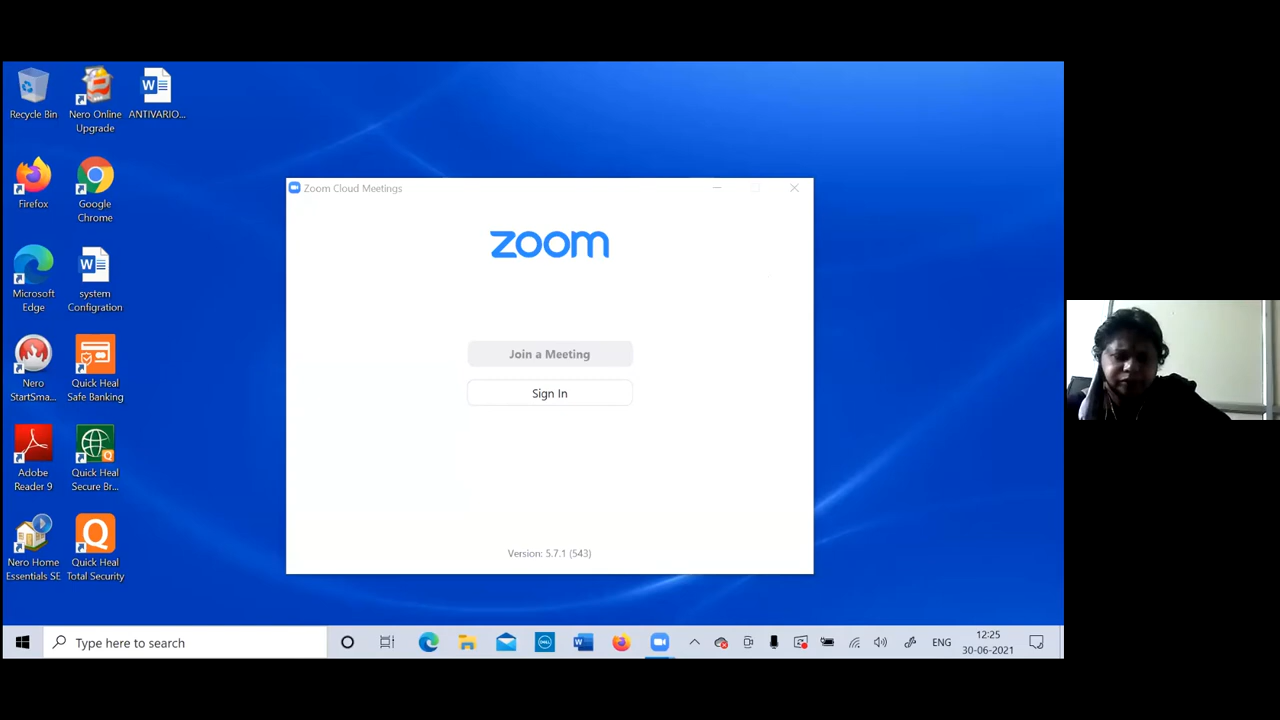 Recycle Bin
Nero Online
Upgrade
ANTIVARIO...
Firefox
Google
Chrome
Microsoft
Edge
system
Configration
Nero
StartSma...
Quick Heal
Safe Banking
Adobe
Reader 9
Quick Heal
Secure Br...
Nero Home
Essentials SE
Quick Heal
Total Security
Zoom Cloud Meetings
zoom
Join a Meeting
Sign In
Version: 5.7.1 (543)
Type here to search
DELL
ENG
12:25
30-06-2021